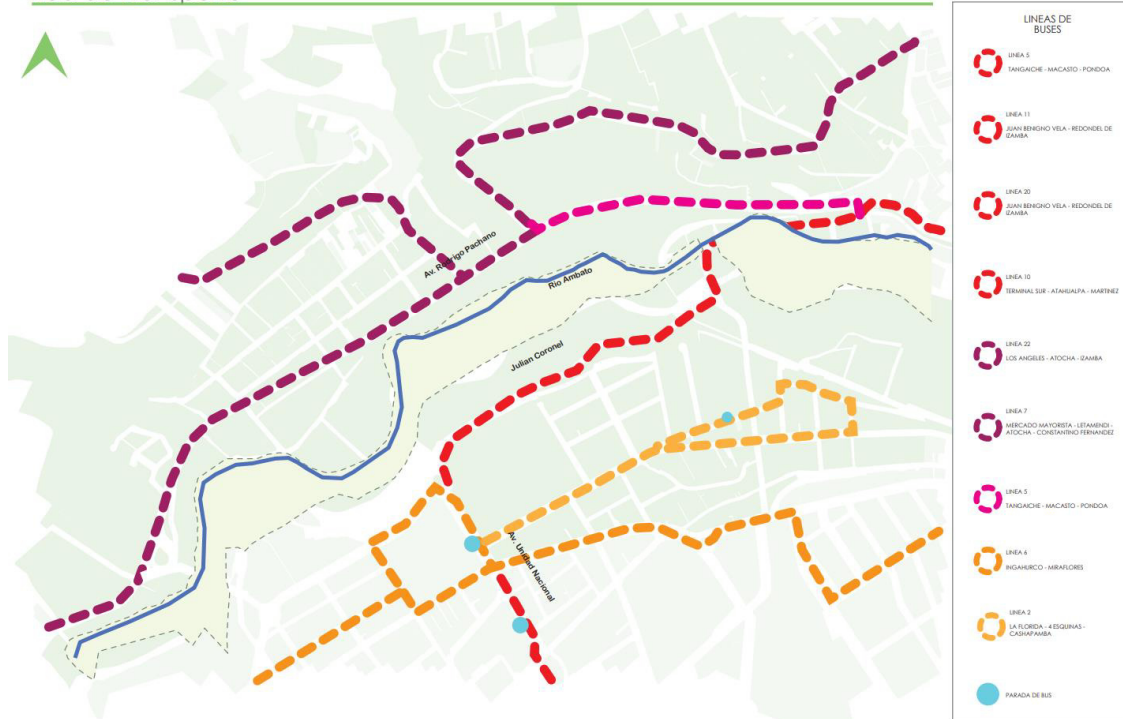 LINEAS DE
BUSES
LINEA 5
TANGAICHE - MACASTO - PONDOA
LINEA 11
JUAN BENIGNO VELA - REDONDEL DE
IZAMBA
LINEA 20
JUAN BENIGNO VELA - REDONDEL DE
IZAMBA
LINEA 10
TERMINAL SUR - ATAHUALPA - MARTINEZ
LINEA 22
LOS ANGELES - ATOCHA - IZAMBA
LINEA 7
MERCADO MAYORISTA - LETAMENDI -
ATOCHA - CONSTANTINO FERNANDEZ
LINEA 5
TANGAICHE - MACASTO - PONDOA
LINEA 6
INGAHURCO - MIRAFLORES
LINEA 2
LA FLORIDA - 4 ESQUINAS -
CASHAPAMBA
PARADA DE BUS
Av. Rodrigo Pachano
Rio Ambato
Julian Coronel
Av. Unidad Nacional